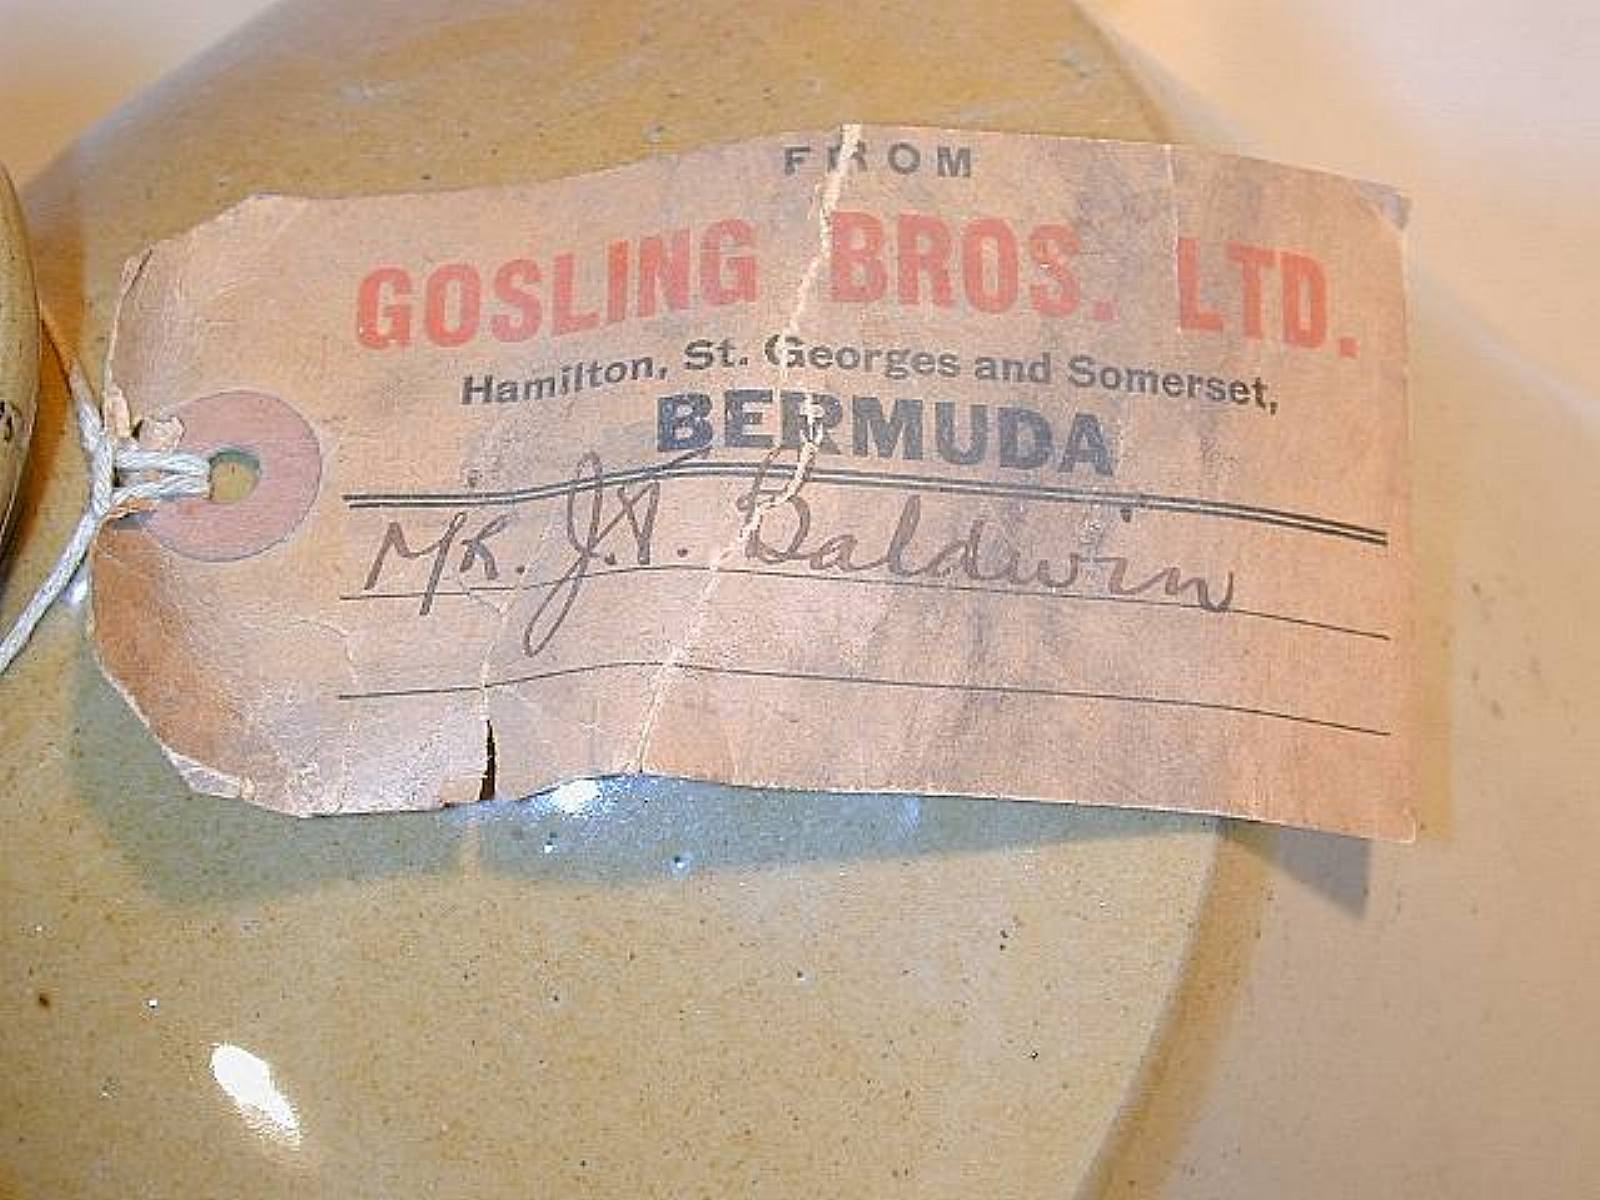 FROM
GOSLING BROS. LTD.
Hamilton, St. Georges and Somerset,
BERMUDA
MR. J.T. Baldwin